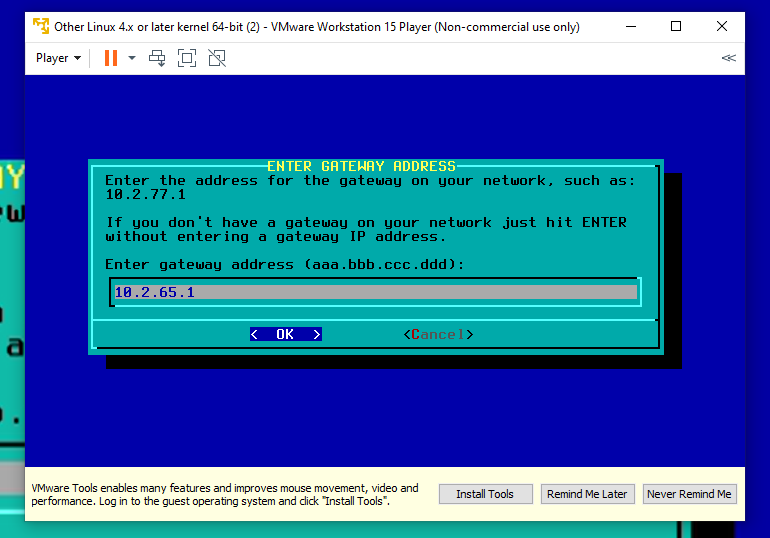 Other Linux 4.x or later kernel 64-bit (2) - VMware Workstation 15 Player (Non-commercial use only)
Player
ENTER GATEWAY ADDRESS
Enter the address for the gateway on your network, such as:
10.2.77.1
If you don't have a gateway on your network just hit ENTER
without entering a gateway IP address.
Enter gateway address (aaa.bbb.ccc.ddd):
10.2.65.1
< OK > <Cancel>
VMware Tools enables many features and improves mouse movement, video and
performance. Log in to the guest operating system and click "Install Tools".
Install Tools Remind Me Later Never Remind Me